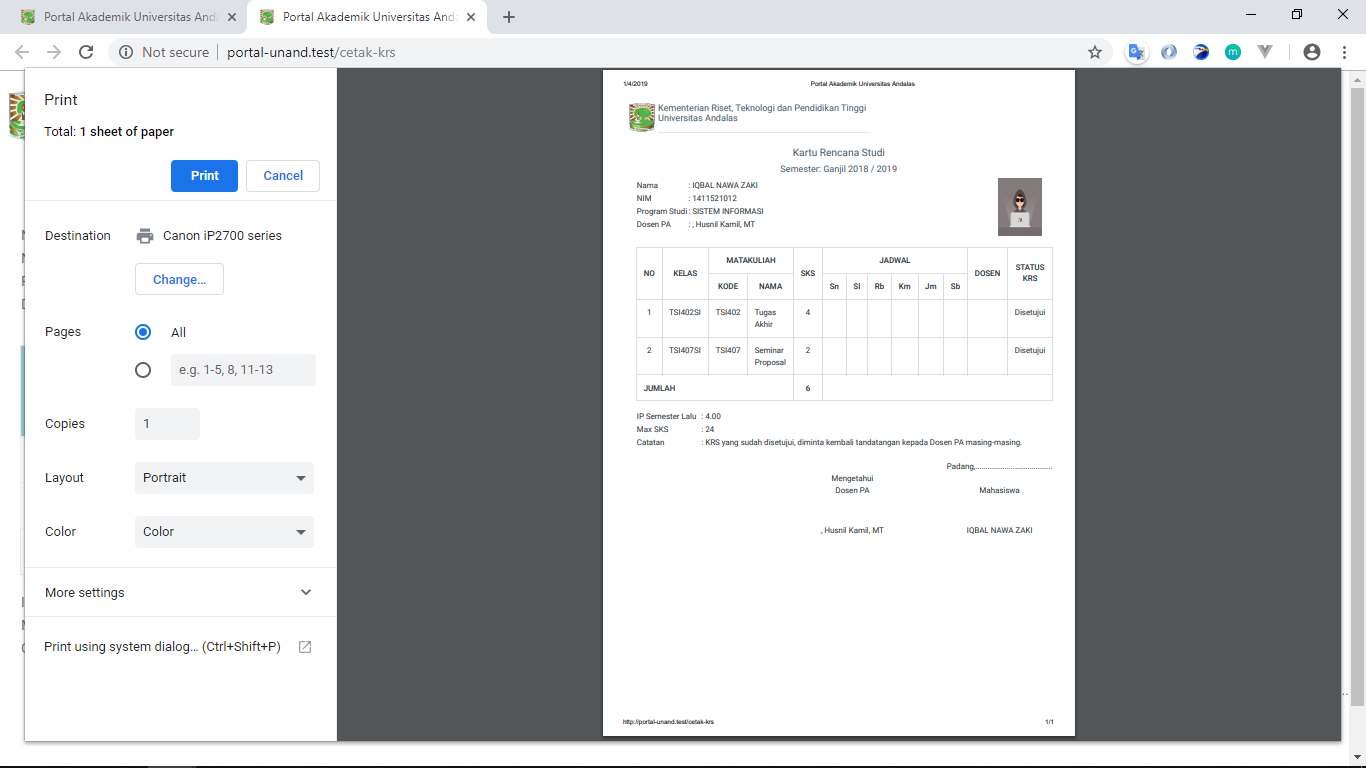 Portal Akademik Universitas Anda
Portal Akademik Universitas Anda
Not secure
portal-unand.test/cetak-krs
Print
Total: 1 sheet of paper
Print
Cancel
Destination
Canon iP2700 series
Change...
Pages
All
e.g. 1-5, 8, 11-13
Copies
1
Layout
Portrait
Color
Color
More settings
Print using system dialog... (Ctrl+Shift+P)
1/4/2019
Portal Akademik Universitas Andalas
Kementerian Riset, Teknologi dan Pendidikan Tinggi
Universitas Andalas
Kartu Rencana Studi
Semester: Ganjil 2018 / 2019
Nama : IQBAL NAWA ZAKI
NIM : 1411521012
Program Studi : SISTEM INFORMASI
Dosen PA : , Husnil Kamil, MT
NO KELAS MATAKULIAH SKS JADWAL DOSEN STATUS KRS
KODE NAMA Sn Sl Rb Km Jm Sb
1 TSI402SI TSI402 Tugas Akhir 4 Disetujui
2 TSI407SI TSI407 Seminar Proposal 2 Disetujui
JUMLAH 6
IP Semester Lalu : 4.00
Max SKS : 24
Catatan : KRS yang sudah disetujui, diminta kembali tandatangan kepada Dosen PA masing-masing.
Padang,......................................
Mengetahui
Dosen PA Mahasiswa
, Husnil Kamil, MT IQBAL NAWA ZAKI
http://portal-unand.test/cetak-krs
1/1